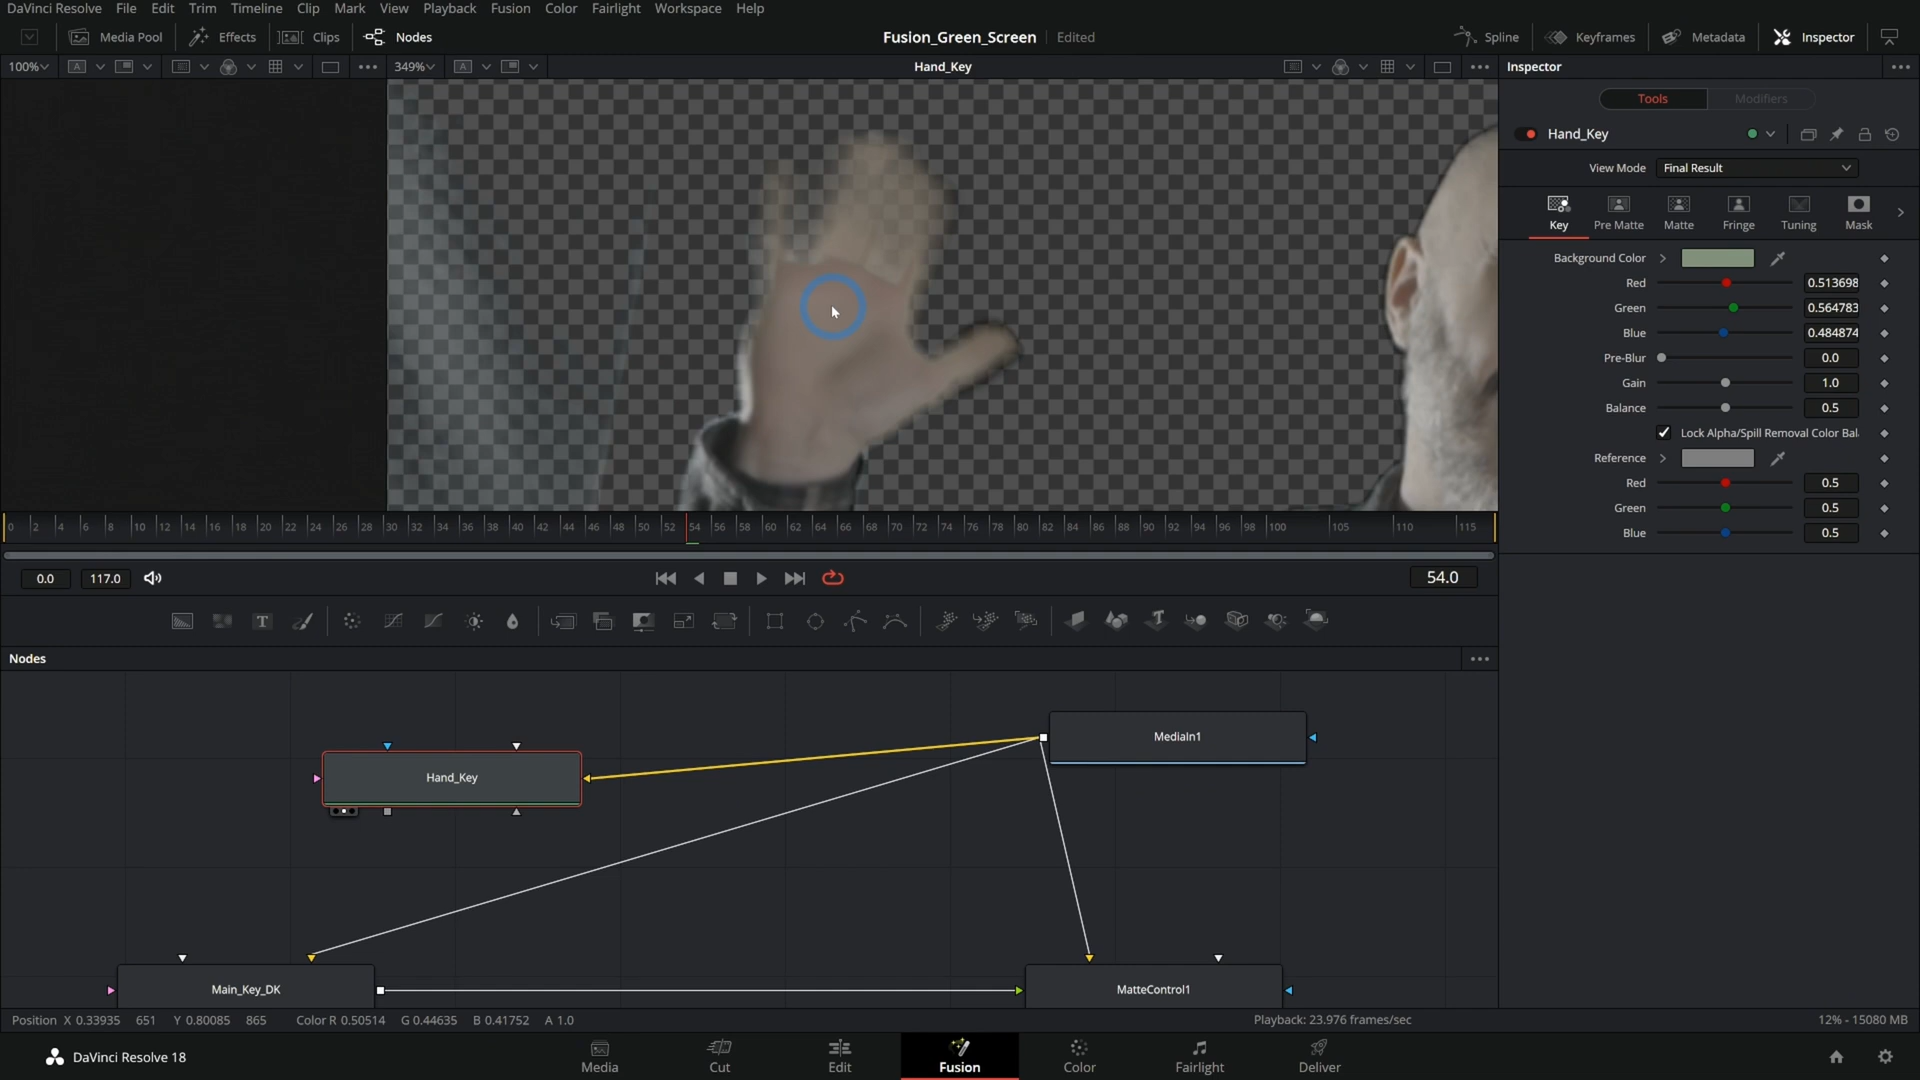 DaVinci Resolve File Edit Trim Timeline Clip Mark View Playback Fusion Color Fairlight Workspace Help
Media Pool Effects Clips Nodes Fusion_Green_Screen Edited Spline Keyframes Metadata Inspector
100% A 349% A Hand_Key Inspector
Tools Modifiers
Hand_Key
View Mode Final Result
Key Pre Matte Matte Fringe Tuning Mask
Background Color
Red 0.513698
Green 0.564783
Blue 0.484874
Pre-Blur 0.0
Gain 1.0
Balance 0.5
Lock Alpha/Spill Removal Color Bal
Reference
Red 0.5
Green 0.5
Blue 0.5
0 2 4 6 8 10 12 14 16 18 20 22 24 26 28 30 32 34 36 38 40 42 44 46 48 50 52 54 56 58 60 62 64 66 68 70 72 74 76 78 80 82 84 86 88 90 92 94 96 98 100 105 110 115
0.0 117.0 54.0
T T
Nodes
MediaIn1
Hand_Key
Main_Key_DK MatteControl1
Position X 0.33935 651 Y 0.80085 865 Color R 0.50514 G 0.44635 B 0.41752 A 1.0 Playback: 23.976 frames/sec 12% - 15080 MB
DaVinci Resolve 18 Media Cut Edit Fusion Color Fairlight Deliver